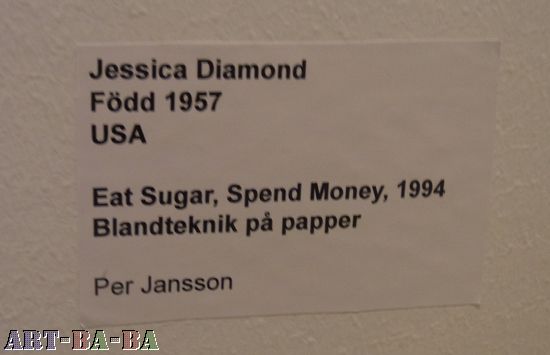 Jessica Diamond
Född 1957
USA
Eat Sugar, Spend Money, 1994
Blandteknik på papper
Per Jansson
ART-BA-BA